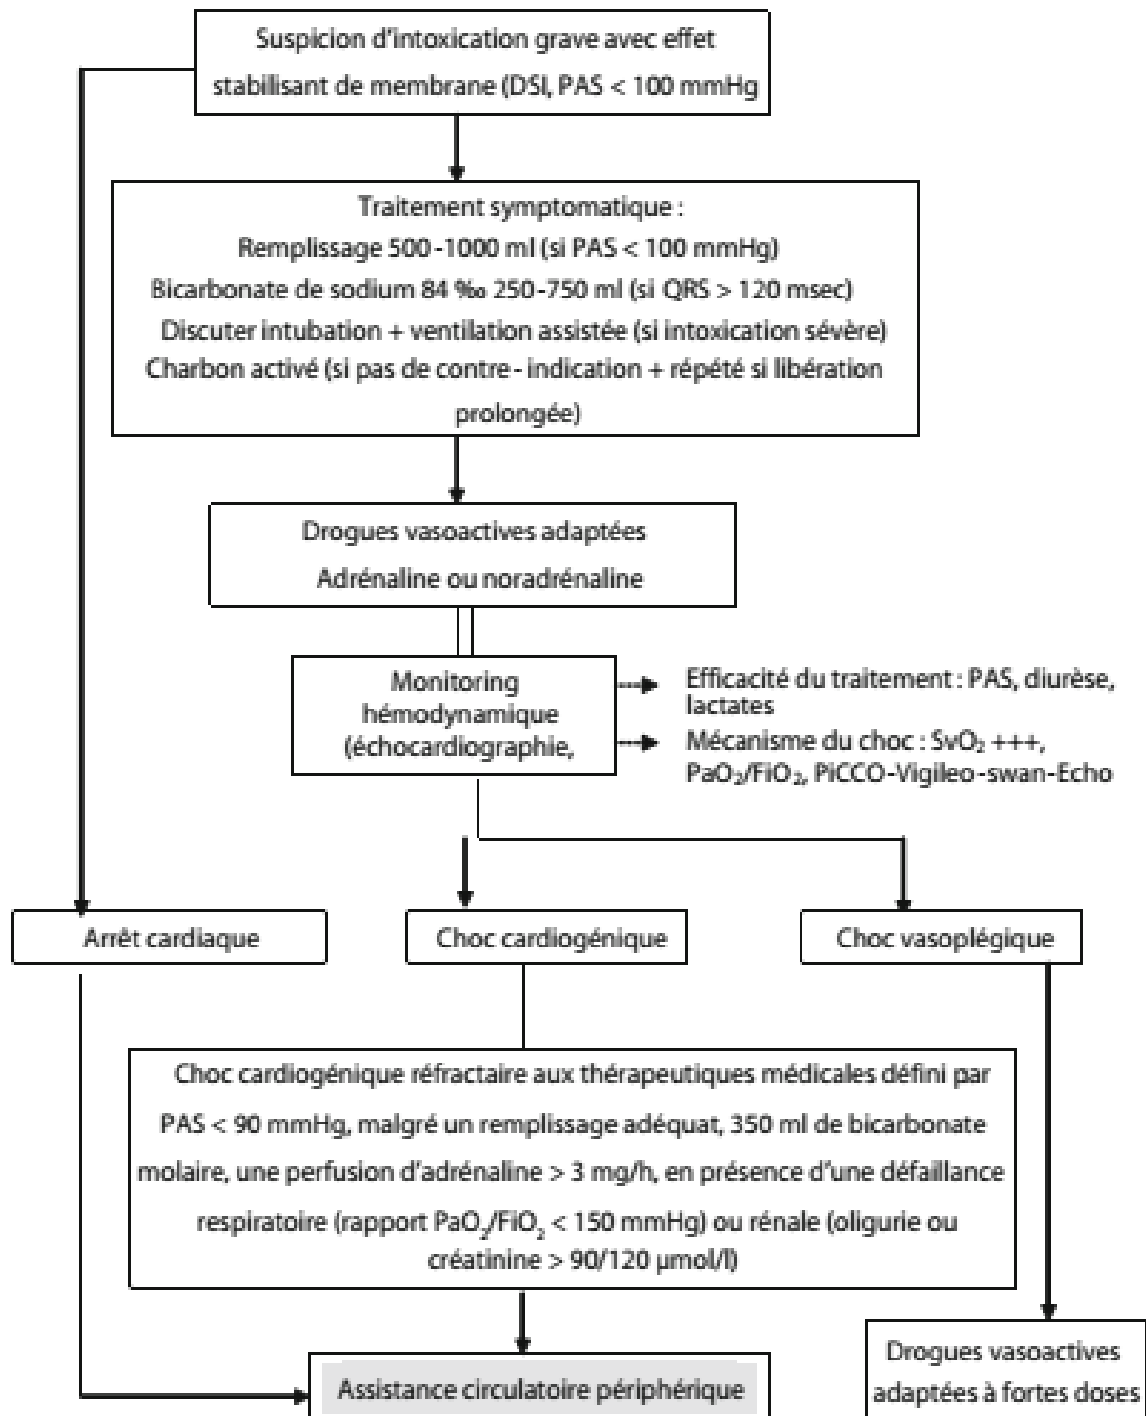 Suspicion d'intoxication grave avec effet
stabilisant de membrane (DSI, PAS < 100 mmHg
Traitement symptomatique :
Remplissage 500-1000 ml (si PAS < 100 mmHg)
Bicarbonate de sodium 84 ‰ 250-750 ml (si QRS > 120 msec)
Discuter intubation + ventilation assistée (si intoxication sévère)
Charbon activé (si pas de contre-indication + répété si libération
prolongée)
Drogues vasoactives adaptées
Adrénaline ou noradrénaline
Monitoring
hémodynamique
(échocardiographie,
Efficacité du traitement : PAS, diurèse,
lactates
Mécanisme du choc : SvO₂ +++,
PaO₂/FiO₂, PiCCO-Vigileo-swan-Echo
Arrêt cardiaque
Choc cardiogénique
Choc vasoplégique
Choc cardiogénique réfractaire aux thérapeutiques médicales défini par
PAS < 90 mmHg, malgré un remplissage adéquat, 350 ml de bicarbonate
molaire, une perfusion d'adrénaline > 3 mg/h, en présence d'une défaillance
respiratoire (rapport PaO₂/FiO₂ < 150 mmHg) ou rénale (oligurie ou
créatinine > 90/120 µmol/l)
Assistance circulatoire périphérique
Drogues vasoactives
adaptées à fortes doses